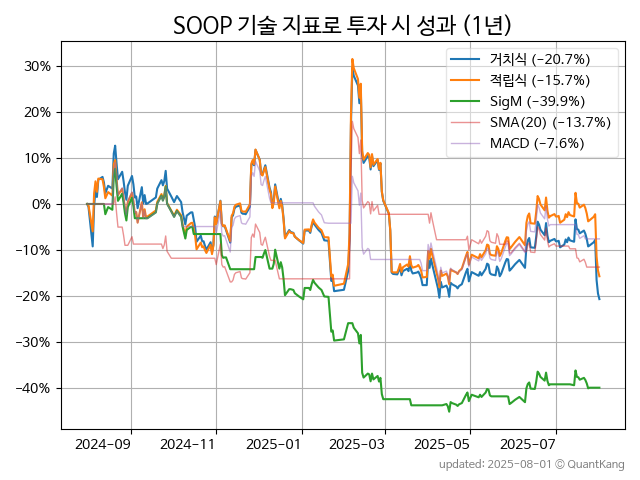 SOOP 기술 지표로 투자 시 성과 (1년)
거치식 (−20.7%)
적립식 (−15.7%)
SigM (−39.9%)
SMA(20) (−13.7%)
MACD (−7.6%)
30%
20%
10%
0%
−10%
−20%
−30%
−40%
2024-09 2024-11 2025-01 2025-03 2025-05 2025-07
updated: 2025-08-01 © QuantKang